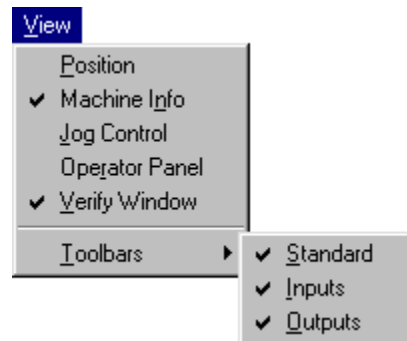 View
Position
Machine Info
Jog Control
Operator Panel
Verify Window
Toolbars
Standard
Inputs
Outputs